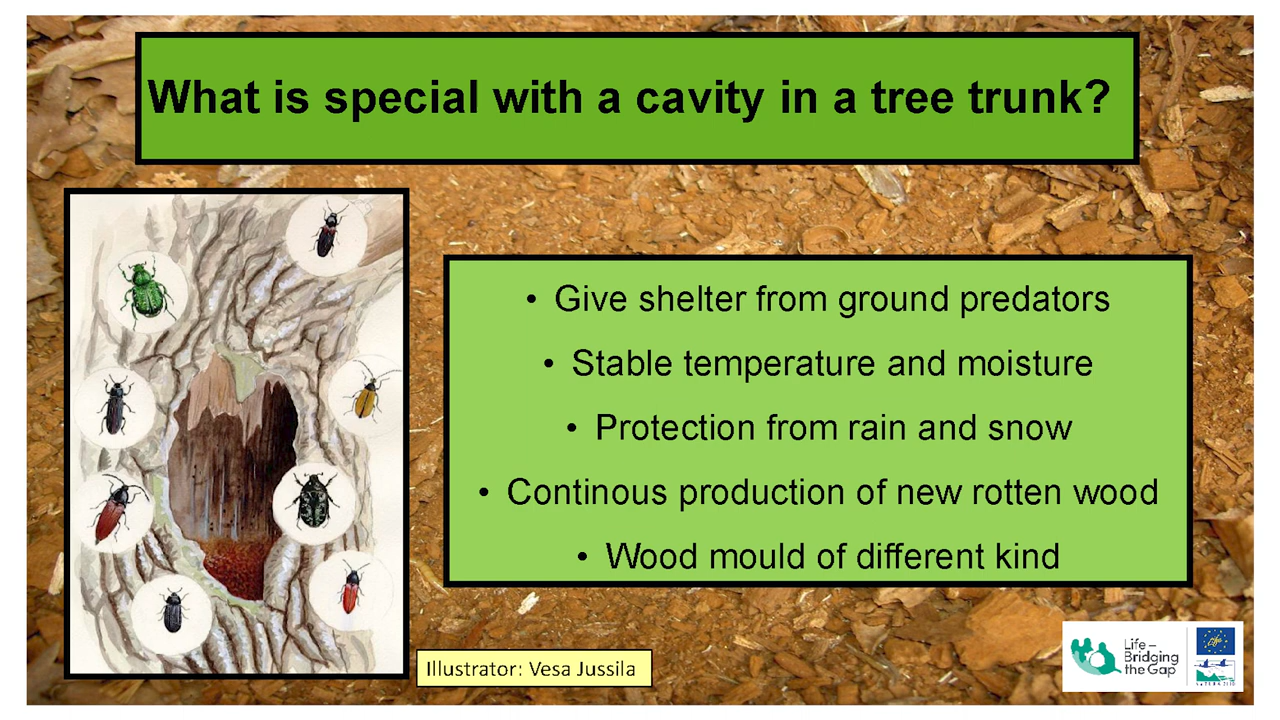 What is special with a cavity in a tree trunk?
• Give shelter from ground predators
• Stable temperature and moisture
• Protection from rain and snow
• Continous production of new rotten wood
• Wood mould of different kind
Illustrator: Vesa Jussila
Life –
Bridging
the Gap
Life